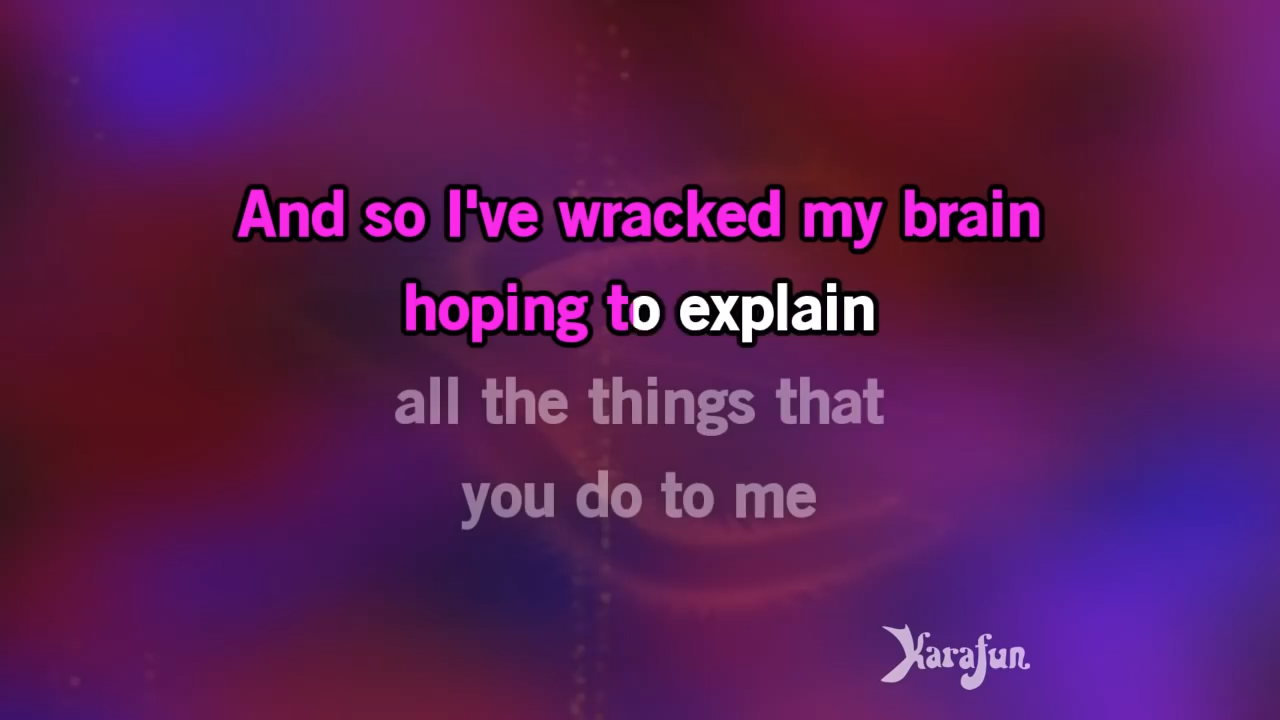 And so I've wracked my brain
hoping to explain
all the things that
you do to me
Karafun